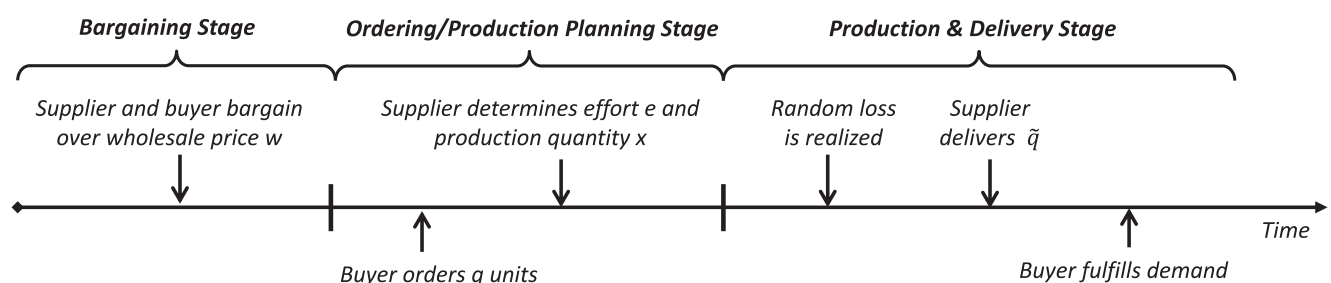 Bargaining Stage
Ordering/Production Planning Stage
Production & Delivery Stage
Supplier and buyer bargain
over wholesale price w
Supplier determines effort e and
production quantity x
Random loss
is realized
Supplier
delivers q̃
Time
Buyer orders q units
Buyer fulfills demand